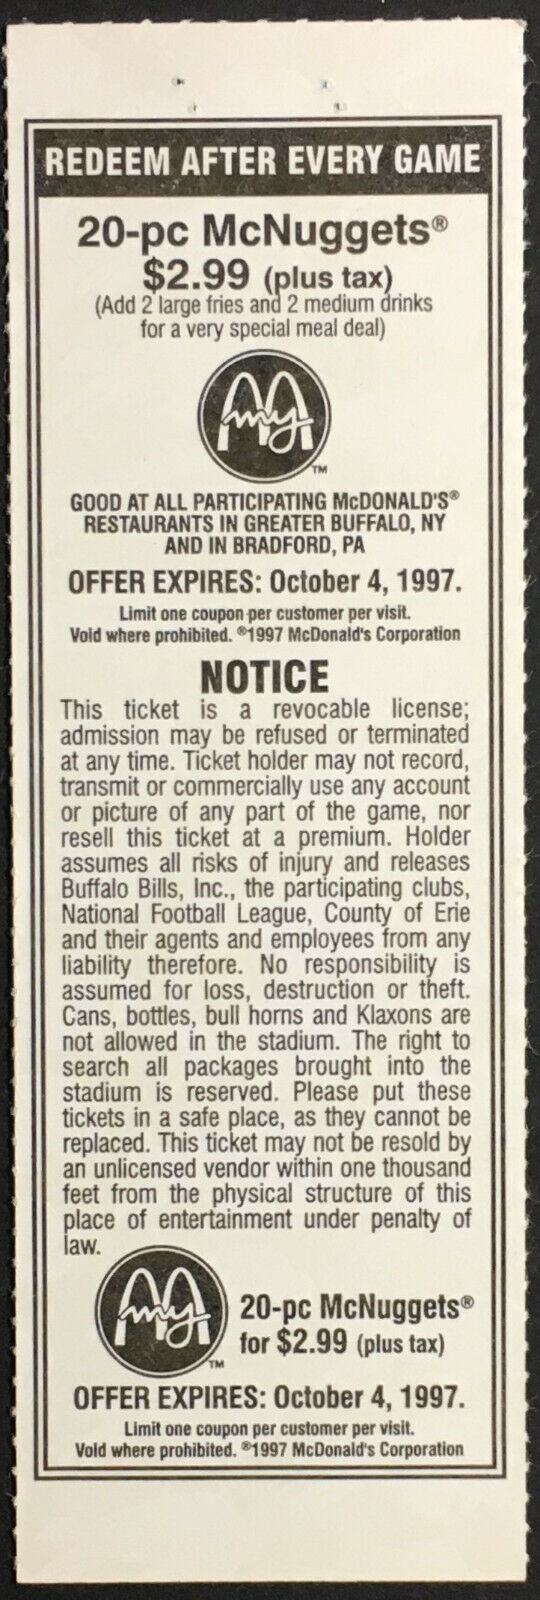 REDEEM AFTER EVERY GAME
20-pc McNuggets®
$2.99 (plus tax)
(Add 2 large fries and 2 medium drinks
for a very special meal deal)
my
TM
GOOD AT ALL PARTICIPATING McDONALD'S®
RESTAURANTS IN GREATER BUFFALO, NY
AND IN BRADFORD, PA
OFFER EXPIRES: October 4, 1997.
Limit one coupon per customer per visit.
Void where prohibited. ®1997 McDonald's Corporation
NOTICE
This ticket is a revocable license;
admission may be refused or terminated
at any time. Ticket holder may not record,
transmit or commercially use any account
or picture of any part of the game, nor
resell this ticket at a premium. Holder
assumes all risks of injury and releases
Buffalo Bills, Inc., the participating clubs,
National Football League, County of Erie
and their agents and employees from any
liability therefore. No responsibility is
assumed for loss, destruction or theft.
Cans, bottles, bull horns and Klaxons are
not allowed in the stadium. The right to
search all packages brought into the
stadium is reserved. Please put these
tickets in a safe place, as they cannot be
replaced. This ticket may not be resold by
an unlicensed vendor within one thousand
feet from the physical structure of this
place of entertainment under penalty of
law.
my
TM
20-pc McNuggets®
for $2.99 (plus tax)
OFFER EXPIRES: October 4, 1997.
Limit one coupon per customer per visit.
Void where prohibited. ®1997 McDonald's Corporation